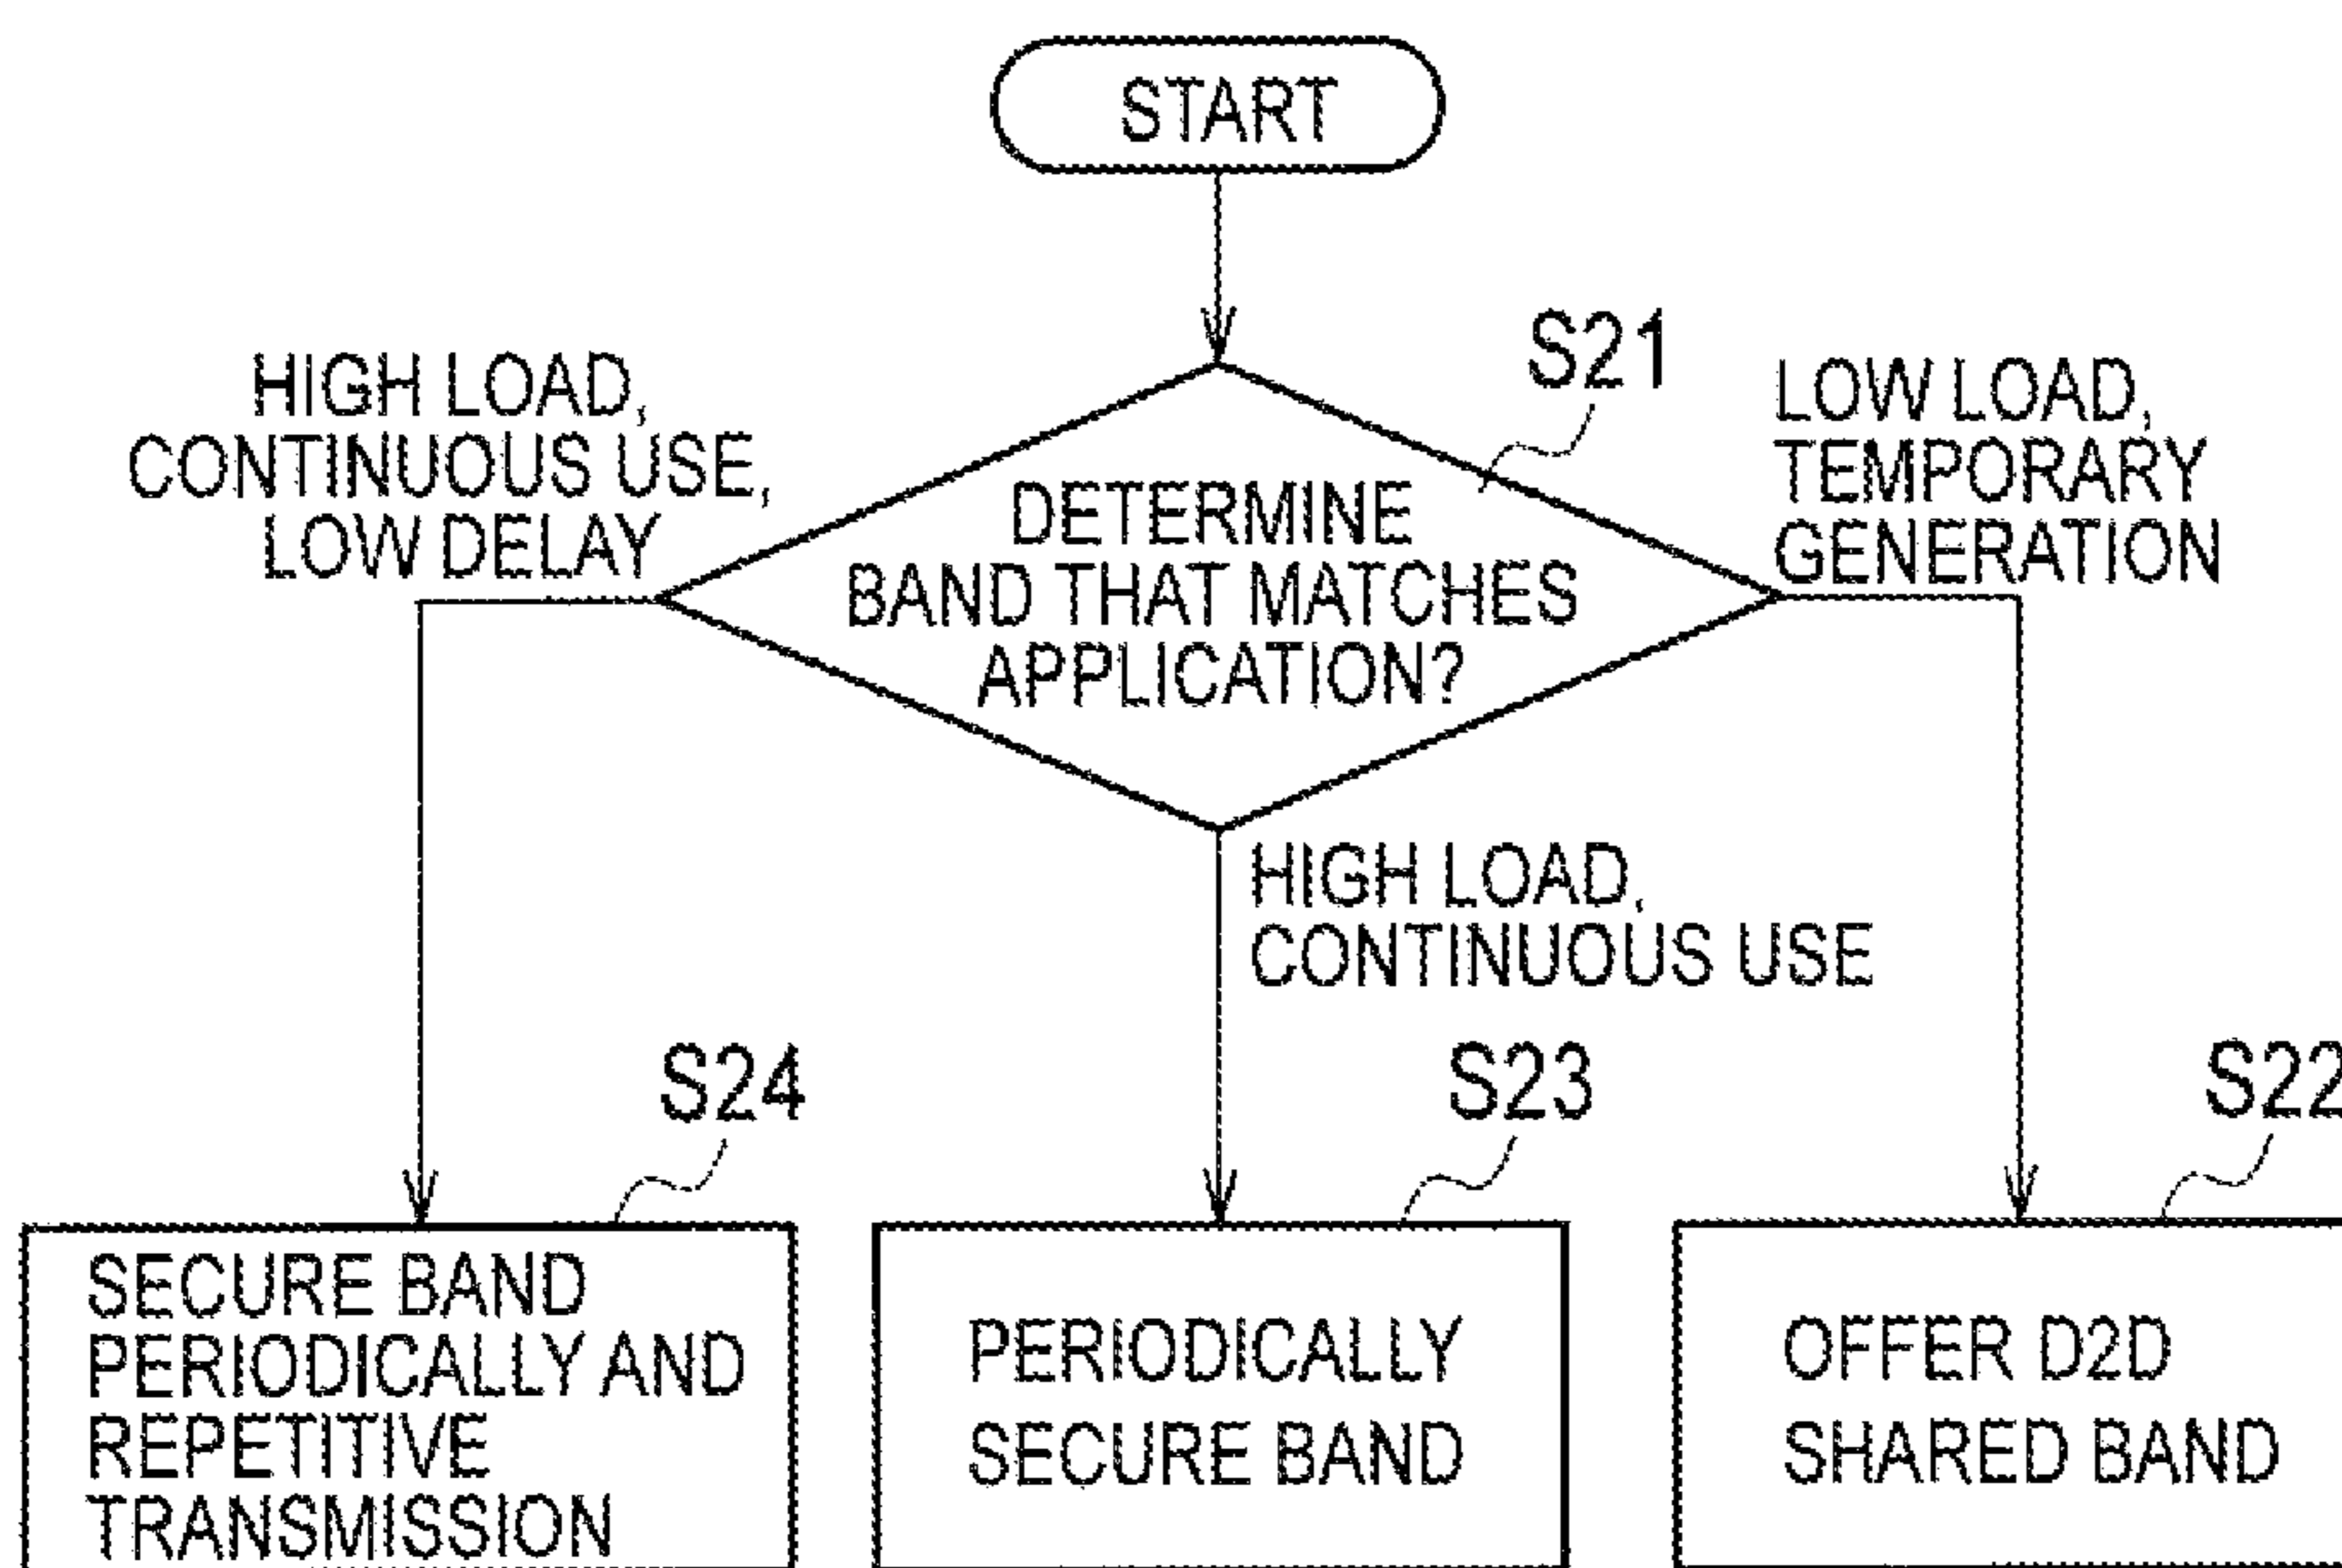 START
S21
HIGH LOAD,
CONTINUOUS USE,
LOW DELAY
DETERMINE
BAND THAT MATCHES
APPLICATION?
LOW LOAD,
TEMPORARY
GENERATION
HIGH LOAD,
CONTINUOUS USE
S24
S23
S22
SECURE BAND
PERIODICALLY AND
REPETITIVE
TRANSMISSION
PERIODICALLY
SECURE BAND
OFFER D2D
SHARED BAND